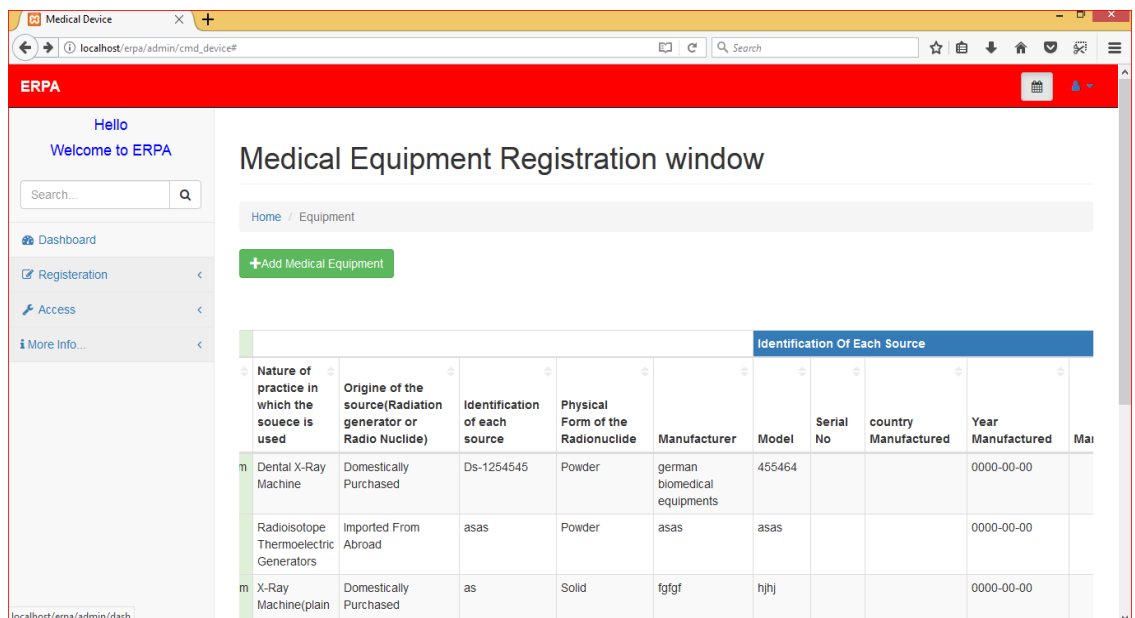 Medical Device
localhost/erpa/admin/cmd_device#
Search
ERPA
Hello
Welcome to ERPA
Search...
Dashboard
Registeration
Access
More Info...
Medical Equipment Registration window
Home / Equipment
+Add Medical Equipment
Identification Of Each Source
Nature of
practice in
which the
souece is
used
Origine of the
source(Radiation
generator or
Radio Nuclide)
Identification
of each
source
Physical
Form of the
Radionuclide
Manufacturer
Model
Serial
No
country
Manufactured
Year
Manufactured
Mai
m
Dental X-Ray
Machine
Domestically
Purchased
Ds-1254545
Powder
german
biomedical
equipments
455464
0000-00-00
Radioisotope
Thermoelectric
Generators
Imported From
Abroad
asas
Powder
asas
asas
0000-00-00
m
X-Ray
Machine(plain
Domestically
Purchased
as
Solid
fgfgf
hjhj
0000-00-00
localhost/erpa/admin/dash